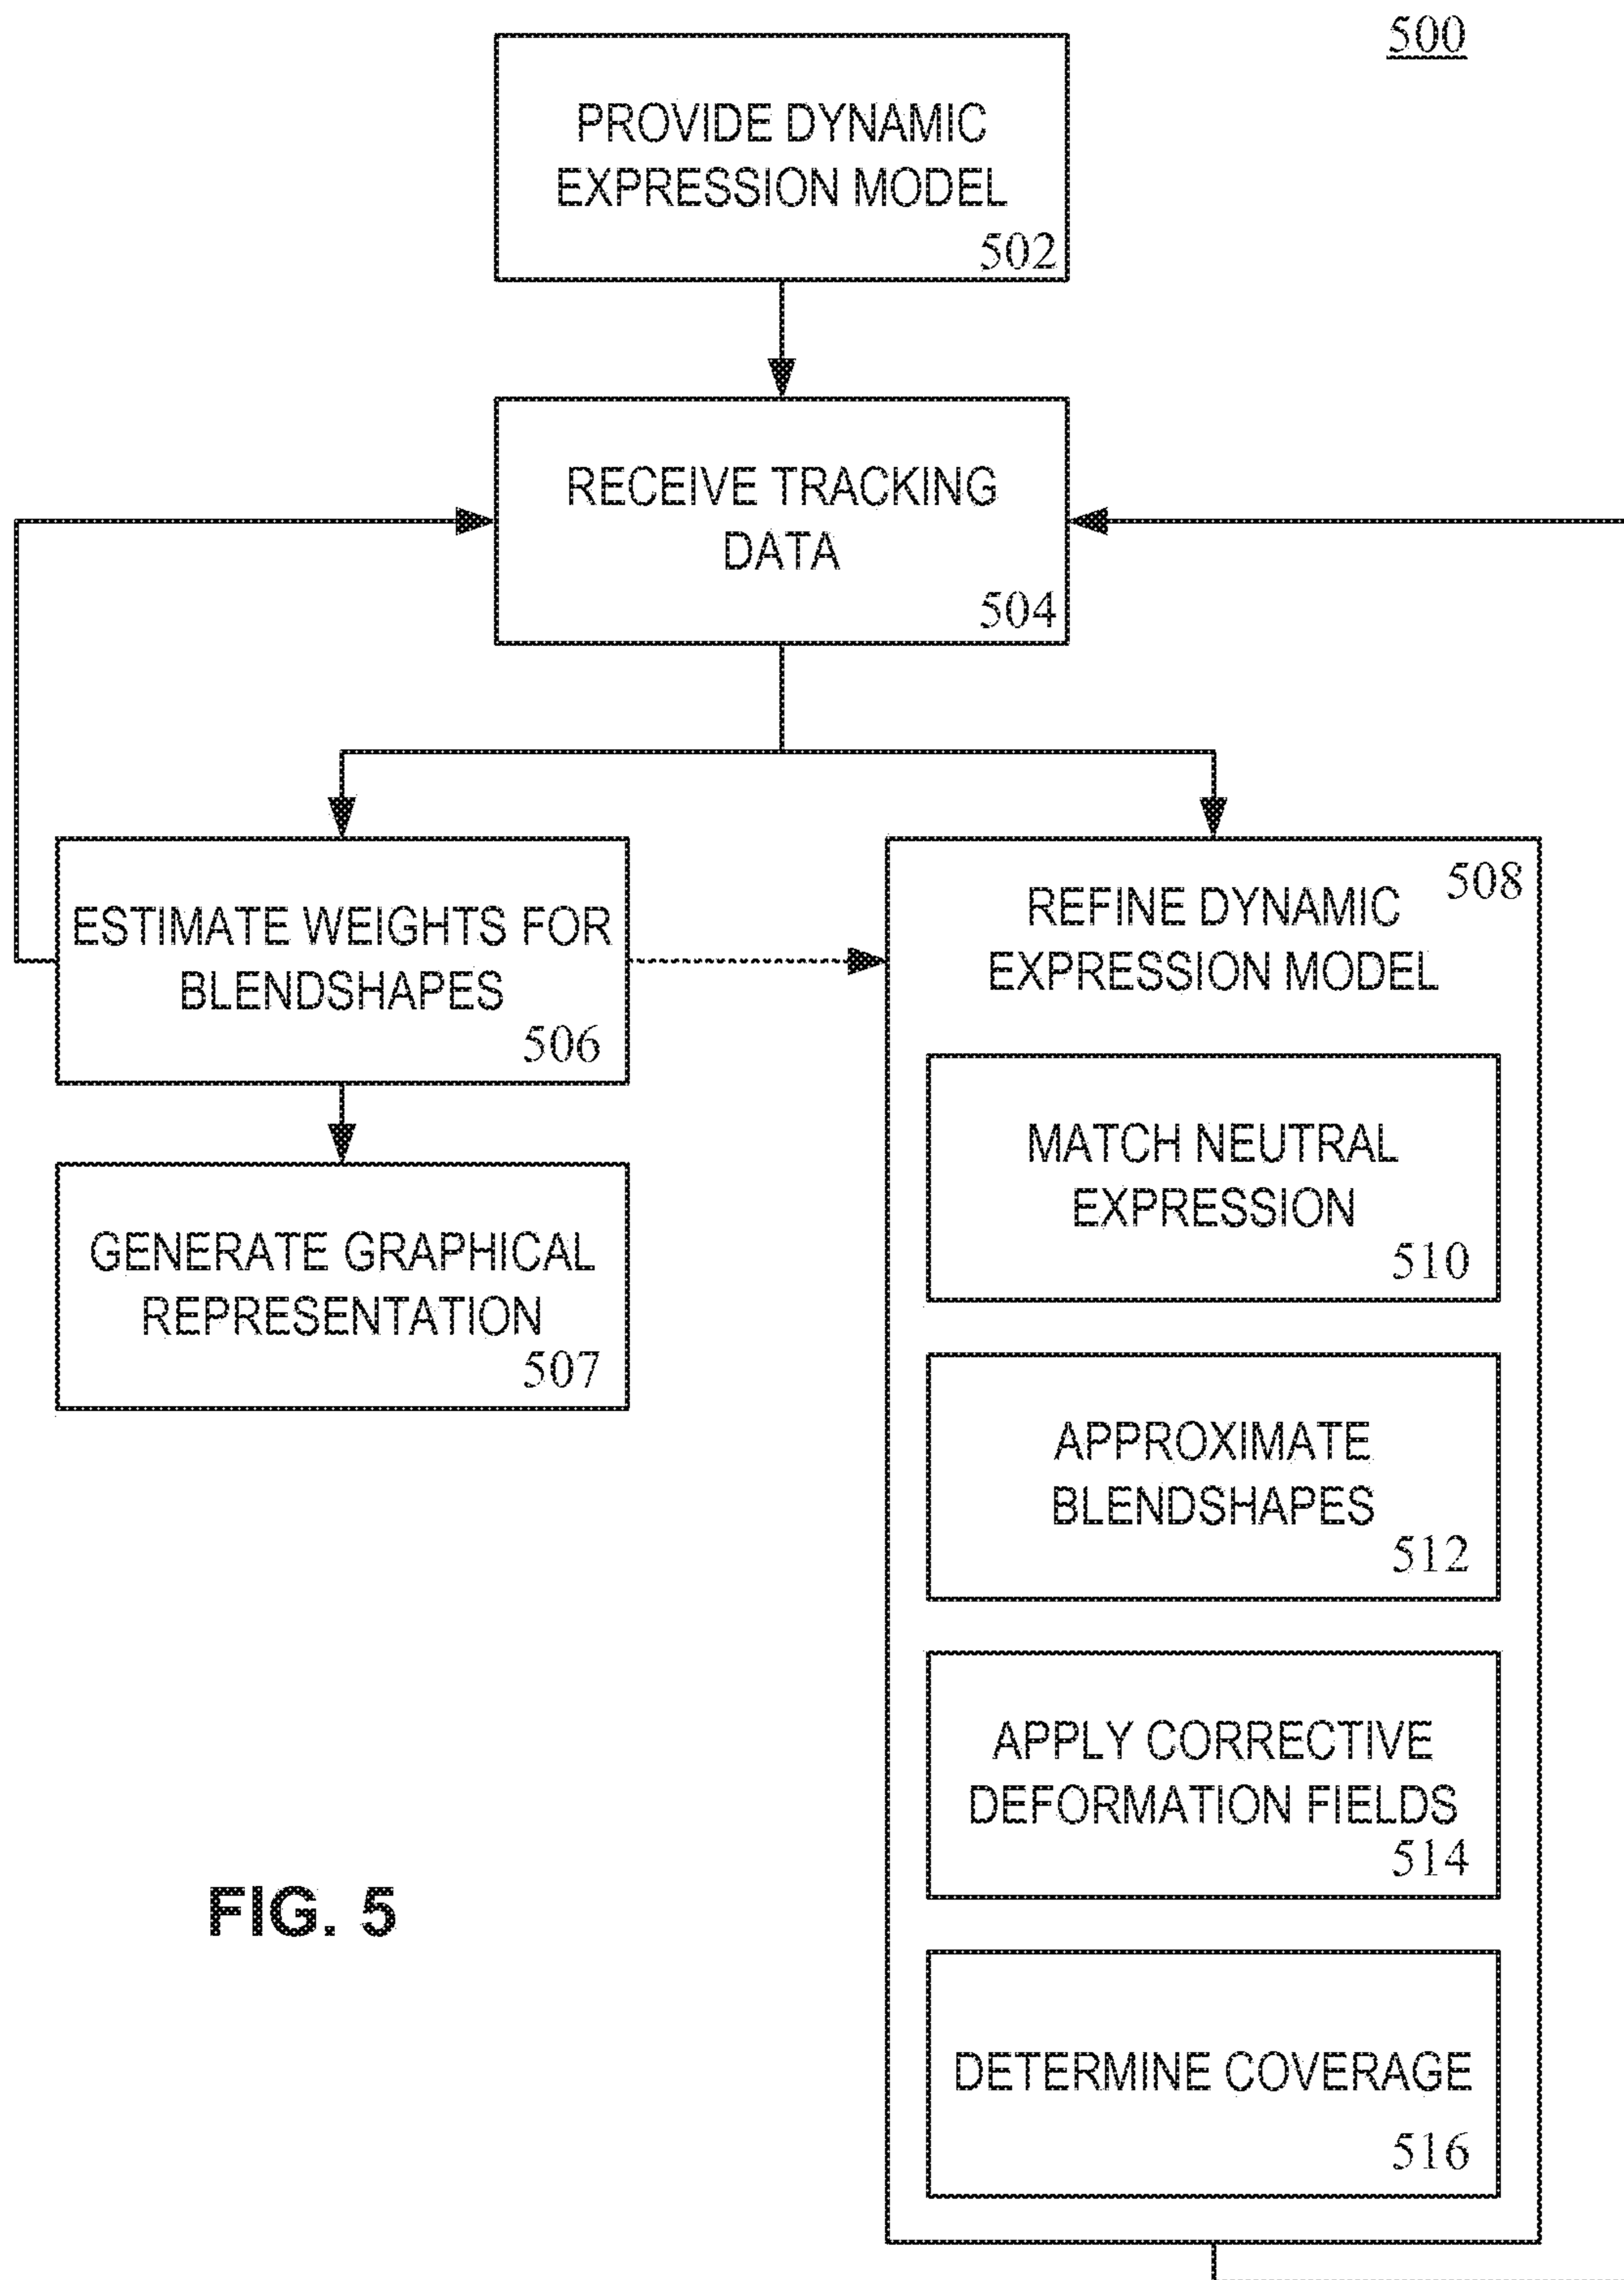 500
PROVIDE DYNAMIC
EXPRESSION MODEL
502
RECEIVE TRACKING
DATA
504
ESTIMATE WEIGHTS FOR
BLENDSHAPES
506
GENERATE GRAPHICAL
REPRESENTATION
507
508
REFINE DYNAMIC
EXPRESSION MODEL
MATCH NEUTRAL
EXPRESSION
510
APPROXIMATE
BLENDSHAPES
512
APPLY CORRECTIVE
DEFORMATION FIELDS
514
DETERMINE COVERAGE
516
FIG. 5